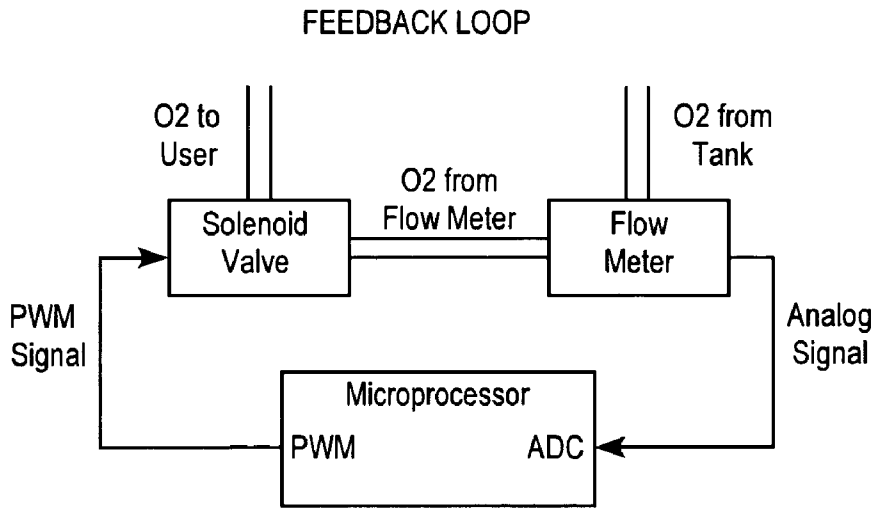 FEEDBACK LOOP
O2 to
User
O2 from
Tank
O2 from
Flow Meter
Solenoid
Valve
Flow
Meter
PWM
Signal
Analog
Signal
Microprocessor
PWM
ADC